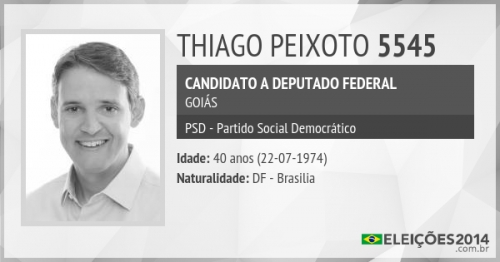 THIAGO PEIXOTO 5545
CANDIDATO A DEPUTADO FEDERAL
GOIÁS
PSD - Partido Social Democrático
Idade: 40 anos (22-07-1974)
Naturalidade: DF - Brasilia
ELEIÇÕES2014
.com.br